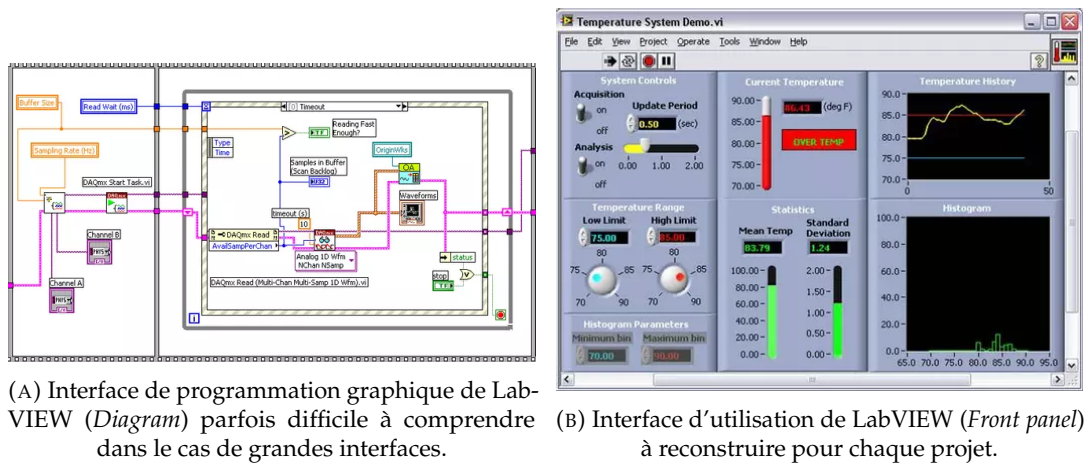 Buffer Size
Read Wait (ms)
Sampling Rate (Hz)
DAQmx Start Task.vi
Channel B
Channel A
[0] Timeout
Type
Time
Reading Fast
Enough?
TF
Samples in Buffer
(Scan Backlog)
U32
OriginWks
OA
Waveforms
timeout (s)
10
DAQmx Read
AvailSampPerChan
Analog 1D Wfm
NChan NSamp
DAQmx Read (Multi-Chan Multi-Samp 1D Wfm).vi
status
stop
TF
i
(A) Interface de programmation graphique de Lab-
VIEW (Diagram) parfois difficile à comprendre
dans le cas de grandes interfaces.
Temperature System Demo.vi
File Edit View Project Operate Tools Window Help
System Controls
Acquisition
on
off
Update Period
0.50 (sec)
0.00 1.00 2.00
Analysis
on
off
Temperature Range
Low Limit High Limit
75.00 85.00
80 80
75 85 75 85
70 90 70 90
Histogram Parameters
Minimum bin Maximum bin
70.00 90.00
Current Temperature
90.00
85.00
80.00
75.00
70.00
86.43 (deg F)
OVER TEMP
Statistics
Mean Temp
Standard
Deviation
83.79 1.24
100.00 2.00
80.00 1.50
60.00
40.00 1.00
20.00 0.50
0.00 0.00
Temperature History
90.0
85.0
80.0
75.0
70.0
0 50
Histogram
100.0
80.0
60.0
40.0
20.0
0.0
65.0 70.0 75.0 80.0 85.0 90.0 95.0
(B) Interface d'utilisation de LabVIEW (Front panel)
à reconstruire pour chaque projet.